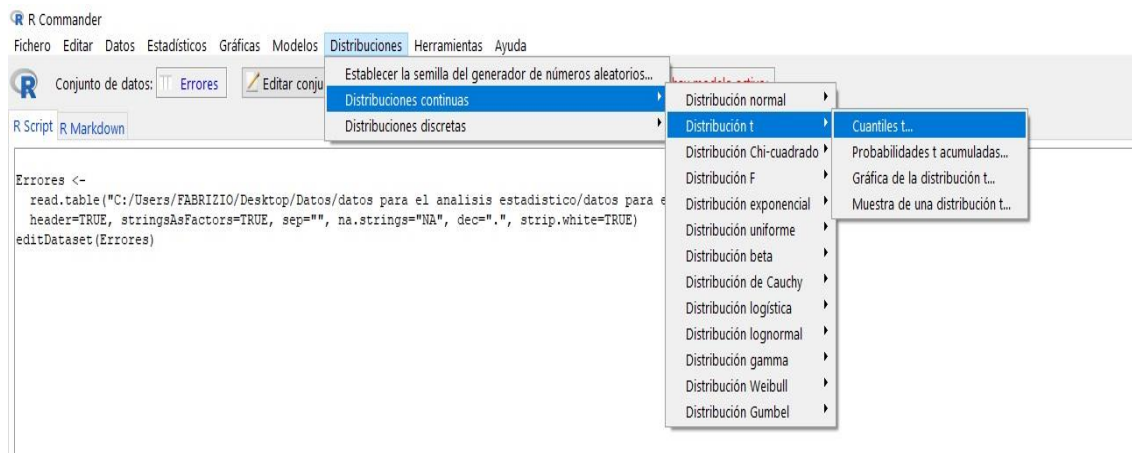 R Commander
Fichero Editar Datos Estadísticos Gráficas Modelos Distribuciones Herramientas Ayuda
Conjunto de datos: Errores Editar conju
Establecer la semilla del generador de números aleatorios...
Distribuciones continuas
Distribuciones discretas
Distribución normal
Distribución t
Distribución Chi-cuadrado
Distribución F
Distribución exponencial
Distribución uniforme
Distribución beta
Distribución de Cauchy
Distribución logística
Distribución lognormal
Distribución gamma
Distribución Weibull
Distribución Gumbel
Cuantiles t...
Probabilidades t acumuladas...
Gráfica de la distribución t...
Muestra de una distribución t...
R Script R Markdown
Errores <-
read.table("C:/Users/FABRIZIO/Desktop/Datos/datos para el analisis estadistico/datos para e
header=TRUE, stringsAsFactors=TRUE, sep="", na.strings="NA", dec=".", strip.white=TRUE)
editDataset(Errores)